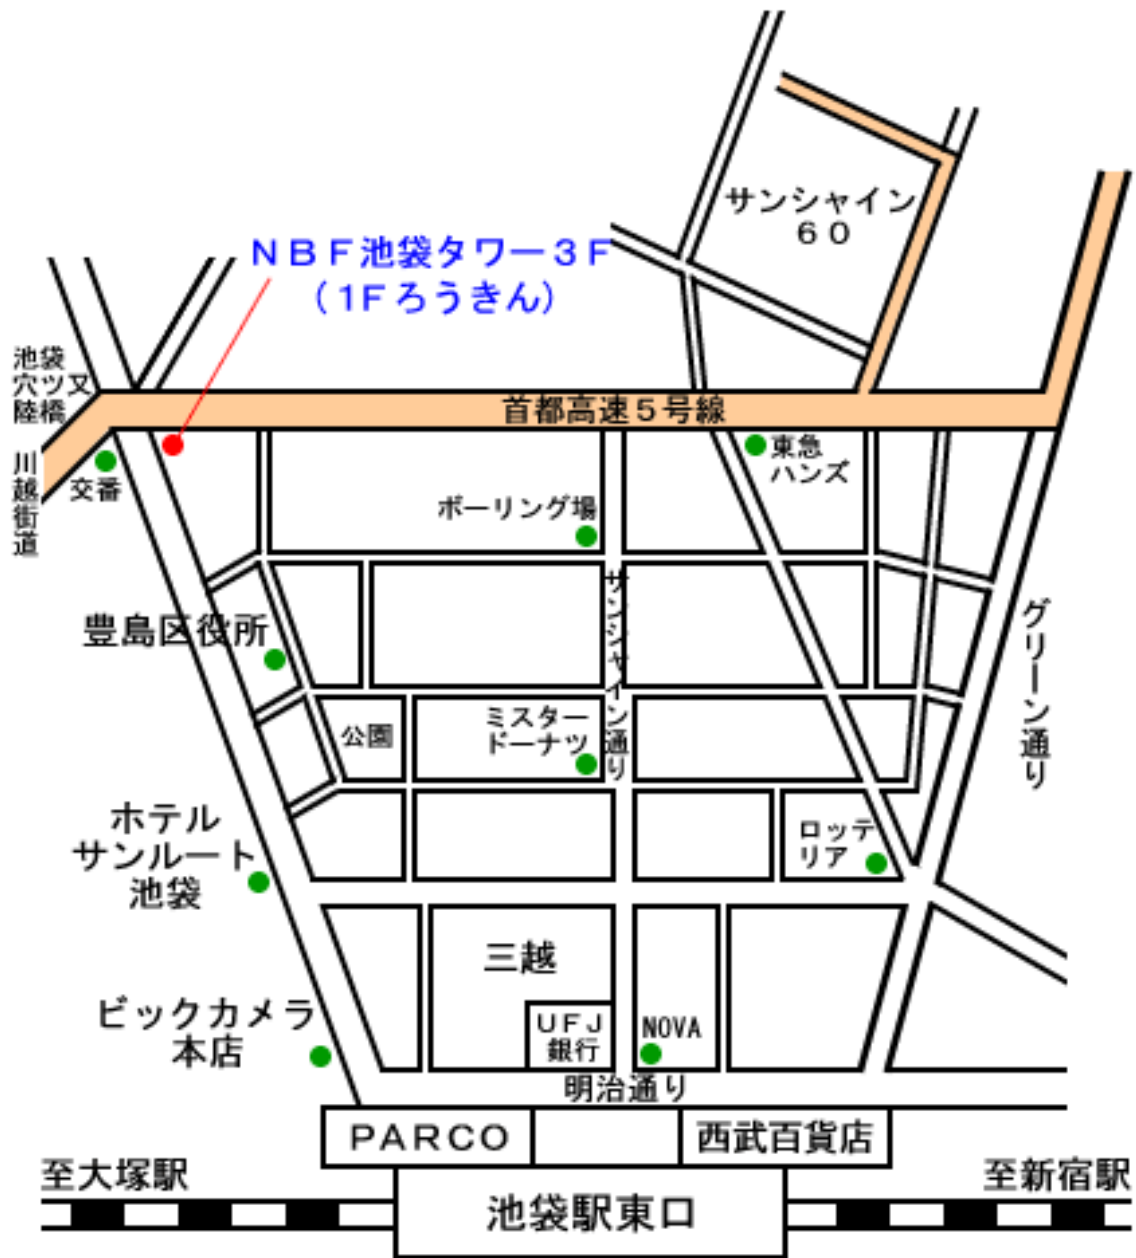 サンシャイン
６０
ＮＢＦ池袋タワー３Ｆ
（1Ｆろうきん）
池袋
穴ツ又
陸橋
首都高速５号線
川越街道
交番
東急
ハンズ
ボーリング場
サンシャイン通り
グリーン通り
豊島区役所
公園
ミスター
ドーナツ
ホテル
サンルート
池袋
ロッテ
リア
三越
ビックカメラ
本店
ＵＦＪ
銀行
NOVA
明治通り
ＰＡＲＣＯ
西武百貨店
至大塚駅
至新宿駅
池袋駅東口